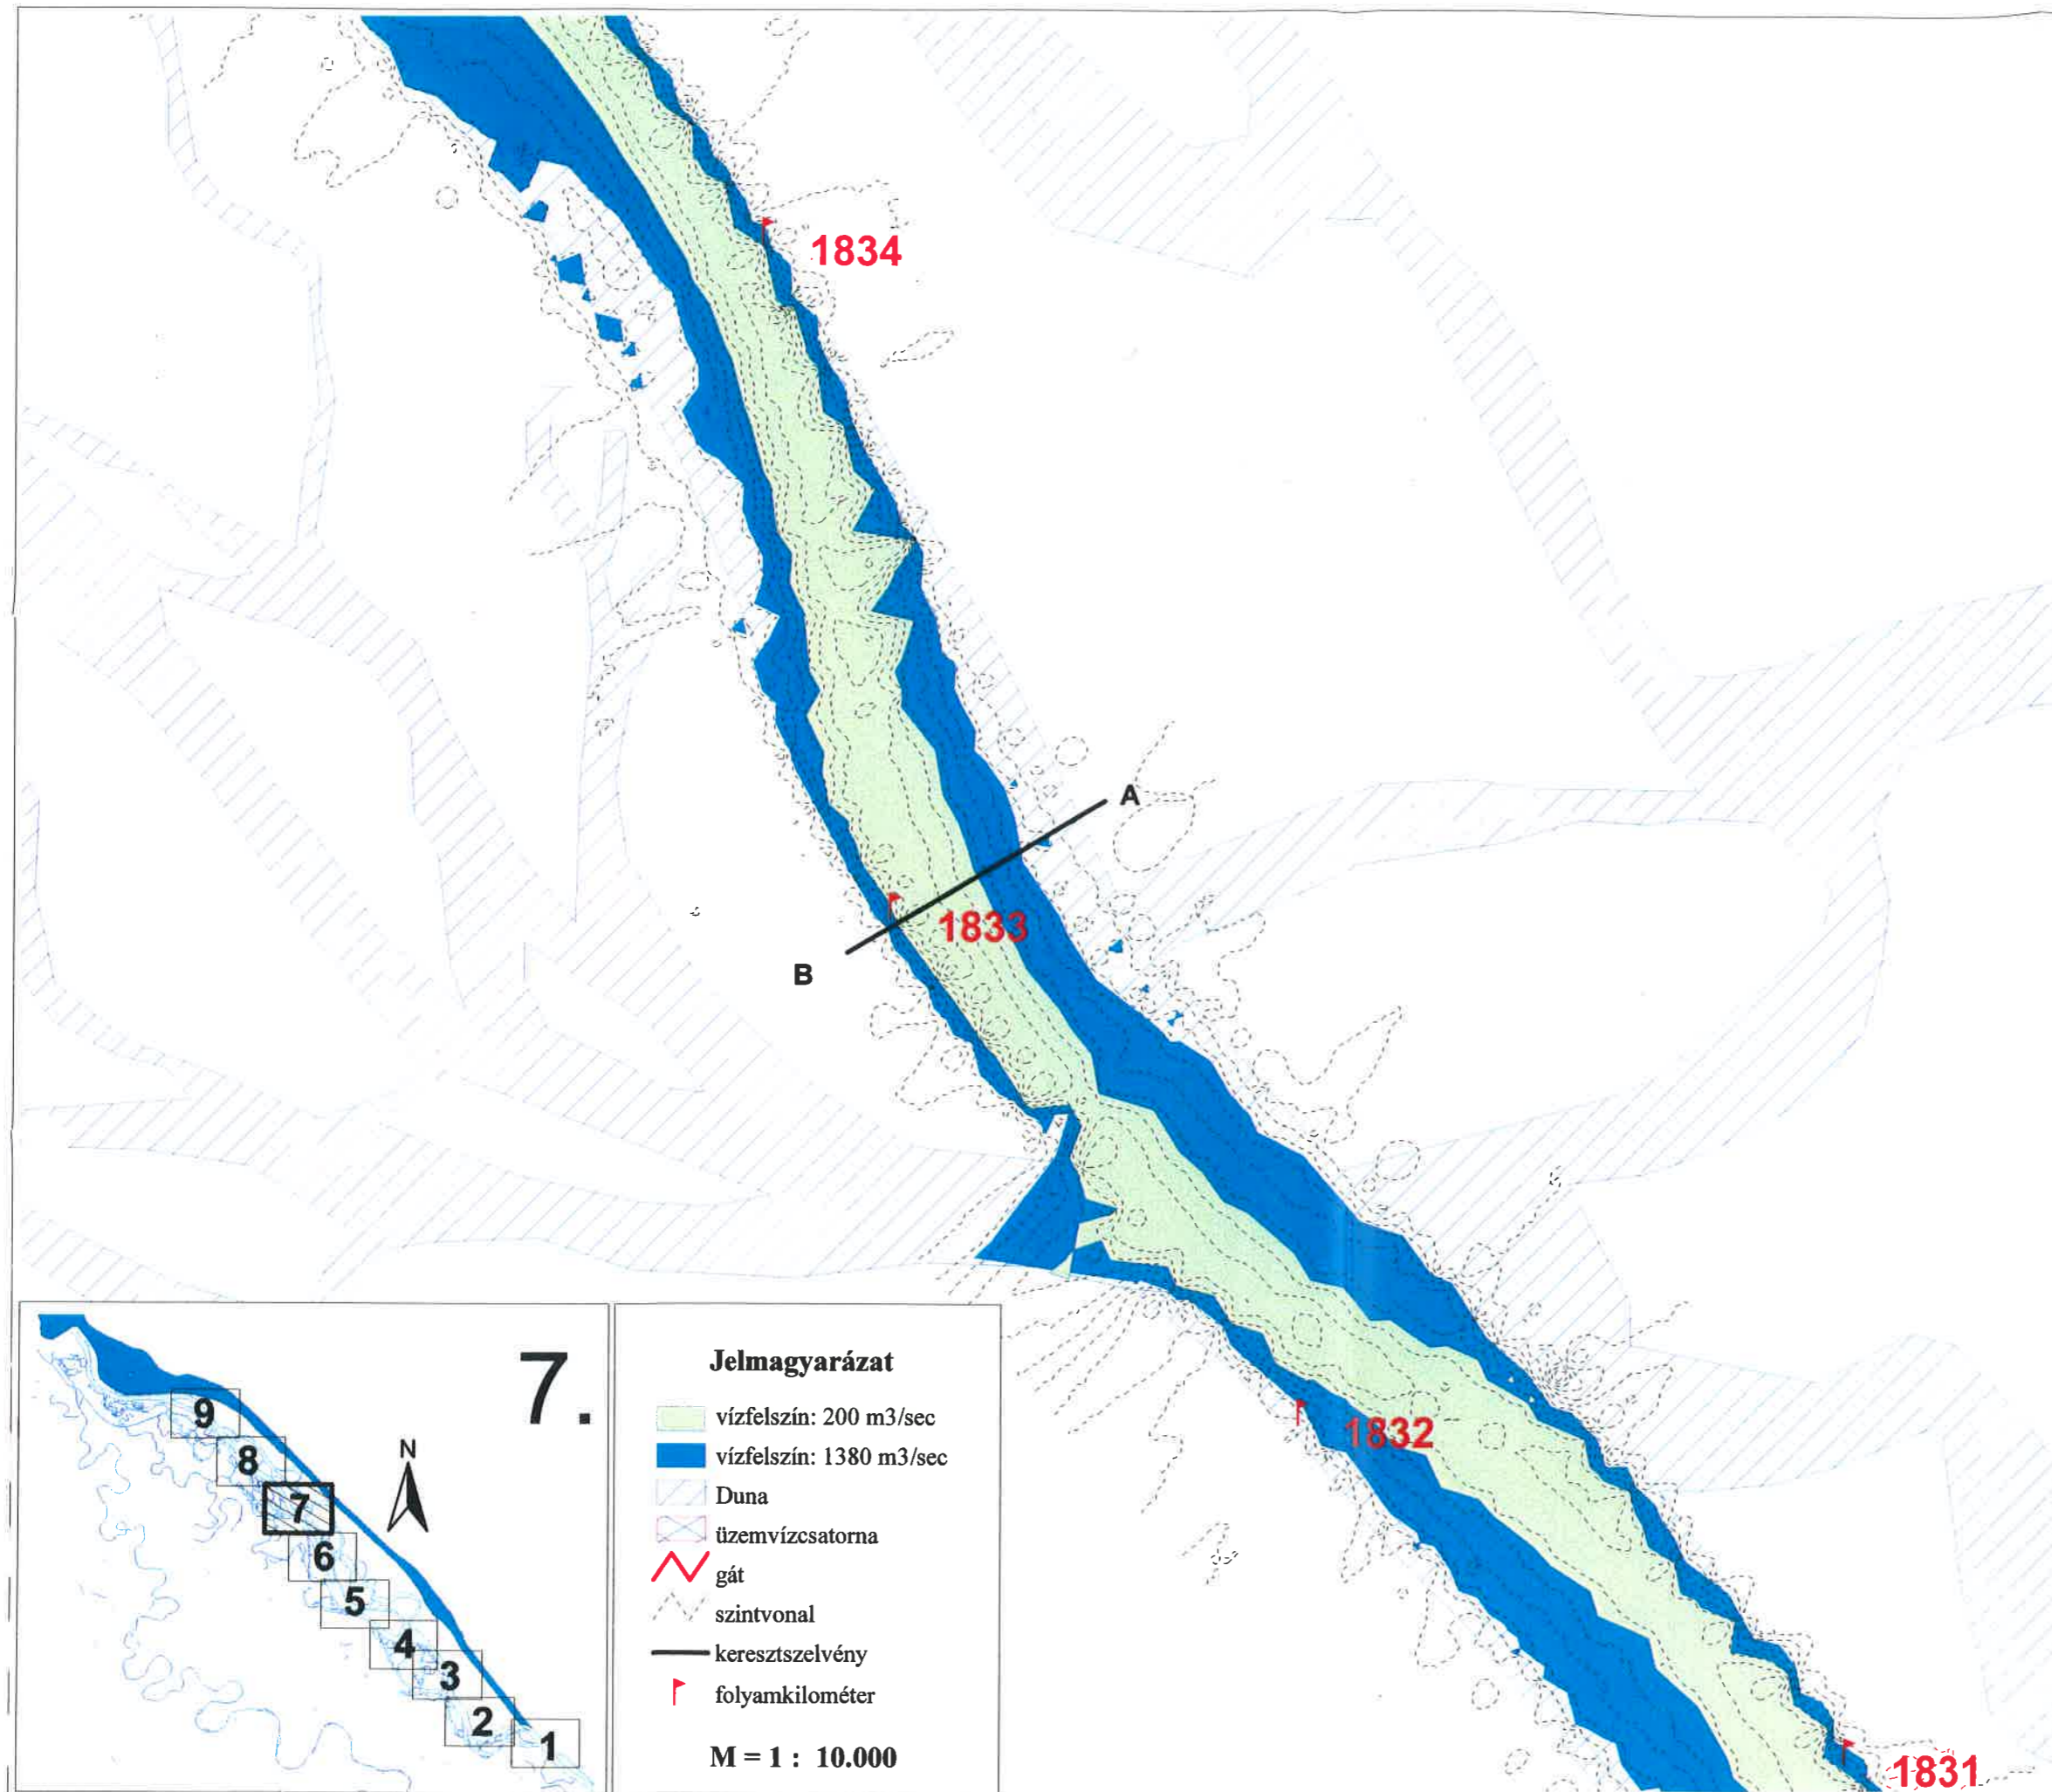 1834
A
1833
B
1832
1831
7.
N
9
8
7
6
5
4
3
2
1
Jelmagyarázat
vízfelszín: 200 m3/sec
vízfelszín: 1380 m3/sec
Duna
üzemvízcsatorna
gát
szintvonal
keresztszelvény
folyamkilométer
M = 1 : 10.000